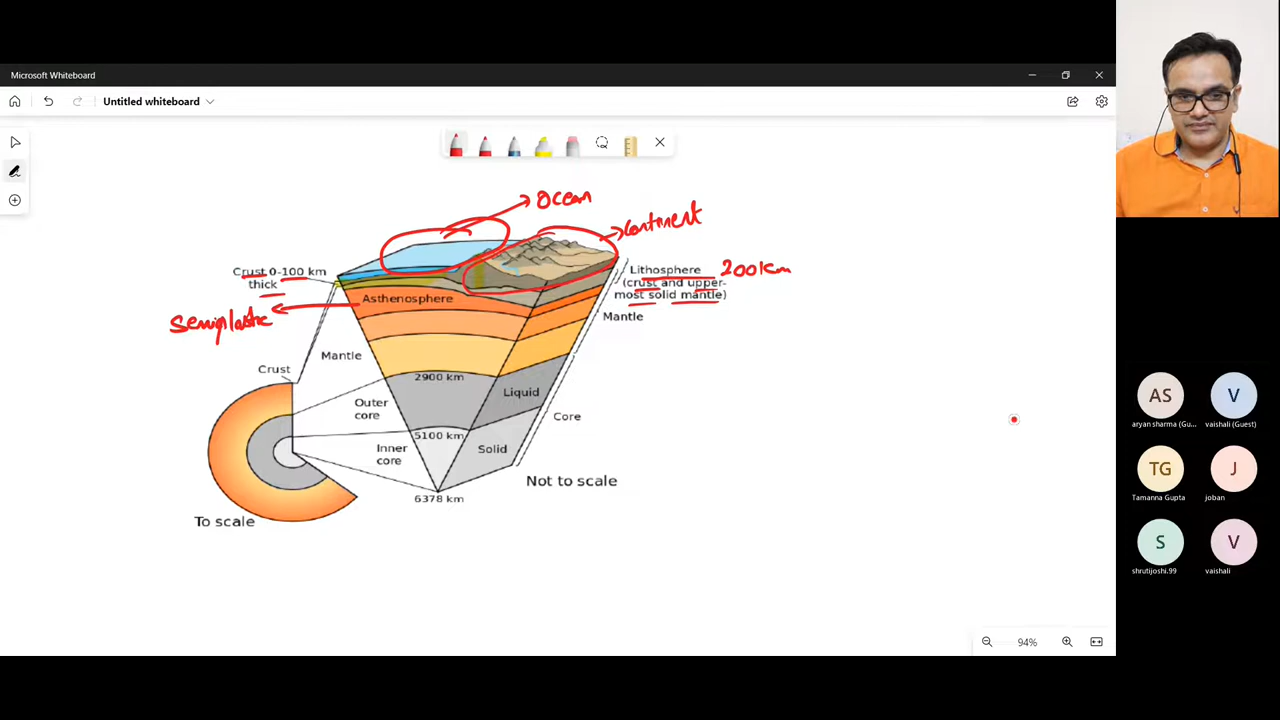 Microsoft Whiteboard
Untitled whiteboard
Ocean
Continent
Crust 0-100 km
thick
Lithosphere 200km
(crust and upper-
most solid mantle)
Asthenosphere
Semiplastic
Mantle
Mantle
Crust
2900 km
Liquid
Outer
core
Core
5100 km
Inner
core
Solid
Not to scale
6378 km
To scale
94%
AS
aryan sharma (Gu...
V
vaishali (Guest)
TG
Tamanna Gupta
J
joban
S
shrutijoshi.99
V
vaishali